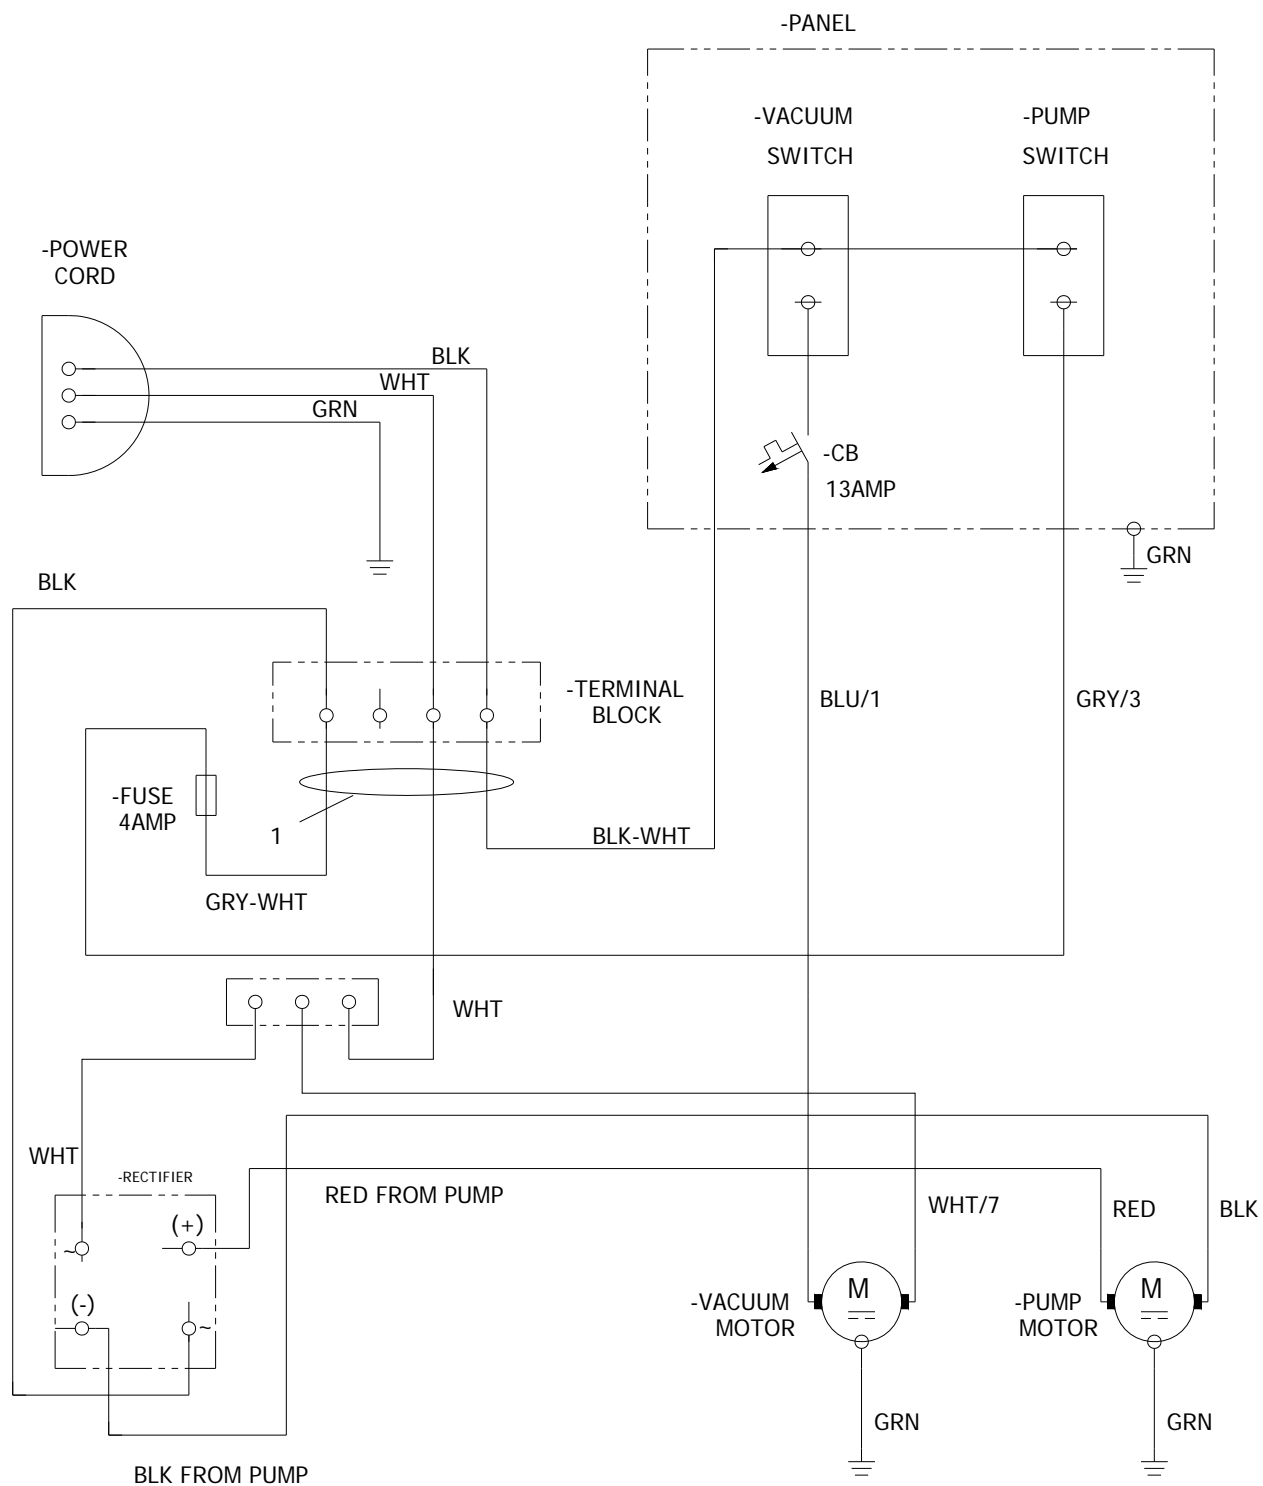 -PANEL
-VACUUM
SWITCH
-PUMP
SWITCH
-POWER
CORD
BLK
WHT
GRN
-CB
13AMP
GRN
BLK
-TERMINAL
BLOCK
BLU/1
GRY/3
-FUSE
4AMP
1
BLK-WHT
GRY-WHT
WHT
WHT
-RECTIFIER
RED FROM PUMP
WHT/7
RED
BLK
(+)
~
(-)
~
M
-VACUUM
MOTOR
M
-PUMP
MOTOR
GRN
GRN
BLK FROM PUMP